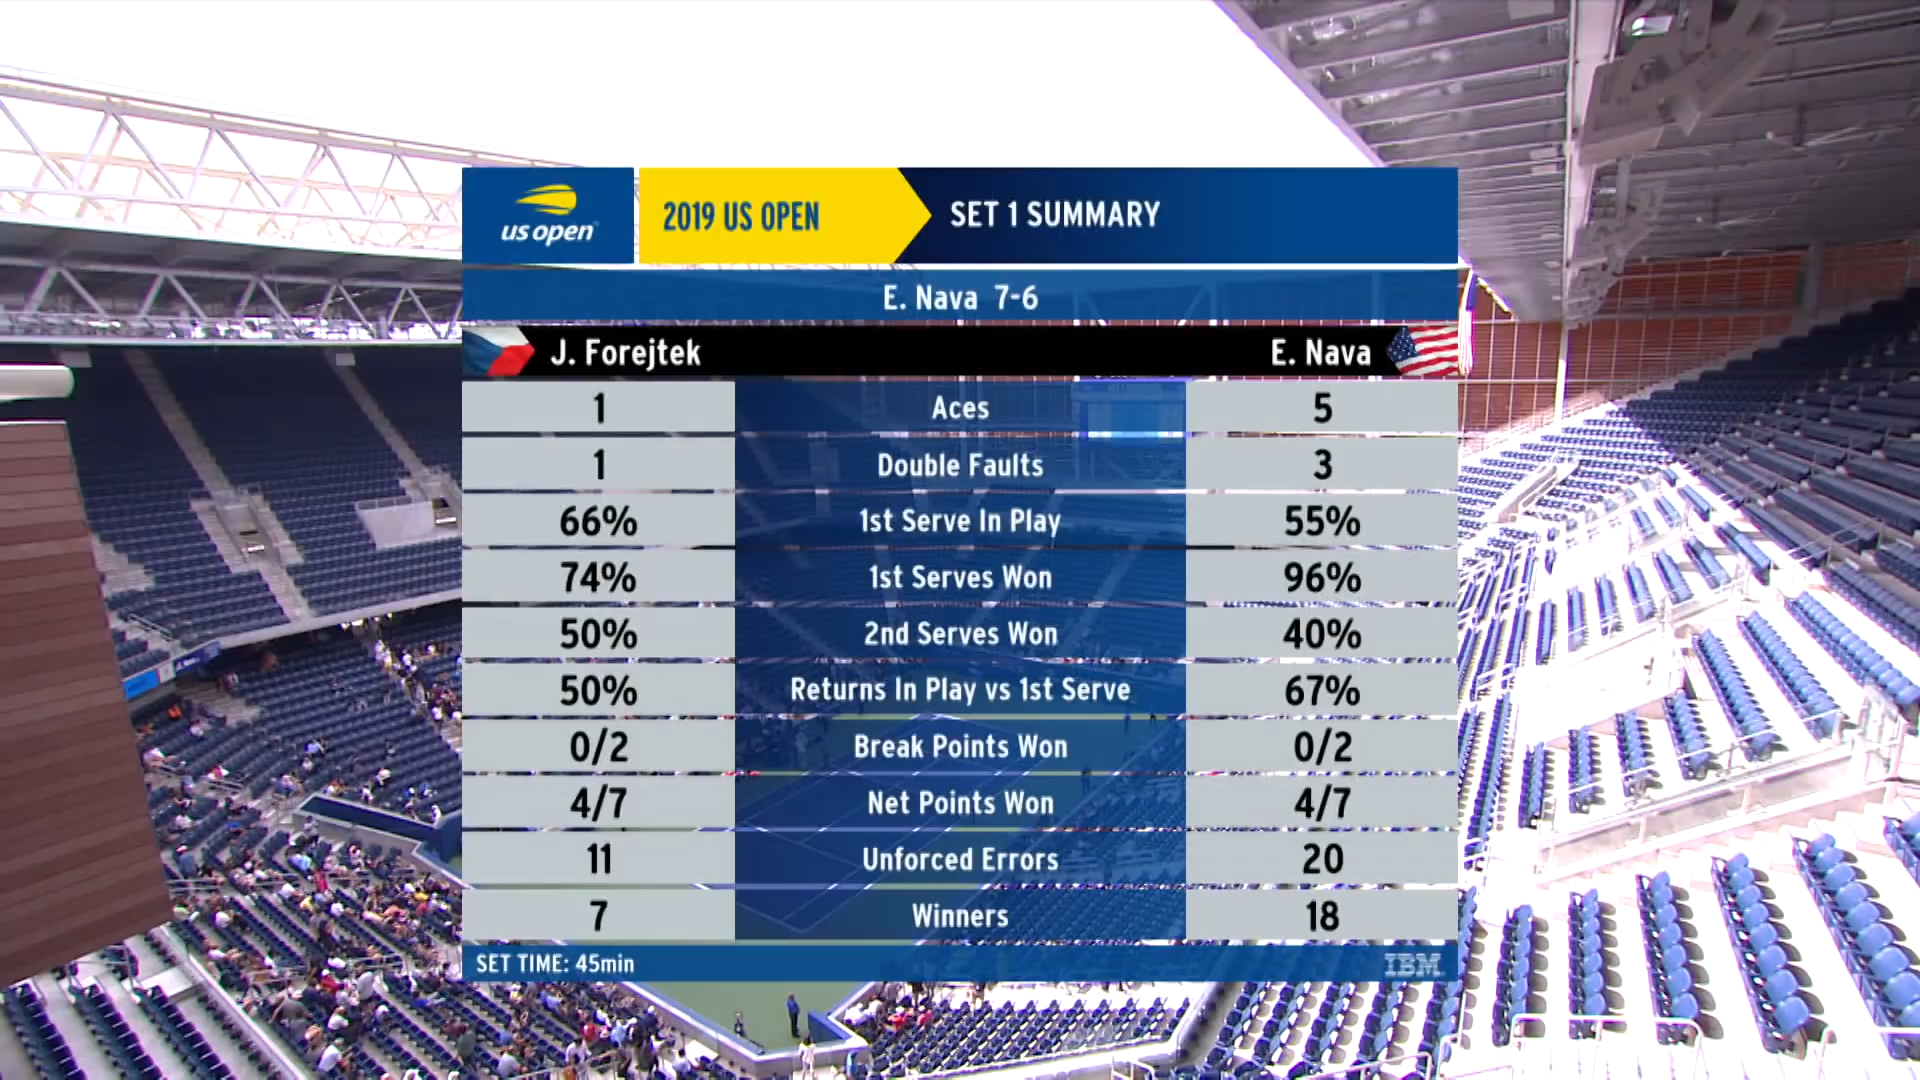 us open
2019 US OPEN
SET 1 SUMMARY
E. Nava 7-6
J. Forejtek E. Nava
1 Aces 5
1 Double Faults 3
66% 1st Serve In Play 55%
74% 1st Serves Won 96%
50% 2nd Serves Won 40%
50% Returns In Play vs 1st Serve 67%
0/2 Break Points Won 0/2
4/7 Net Points Won 4/7
11 Unforced Errors 20
7 Winners 18
SET TIME: 45min IBM